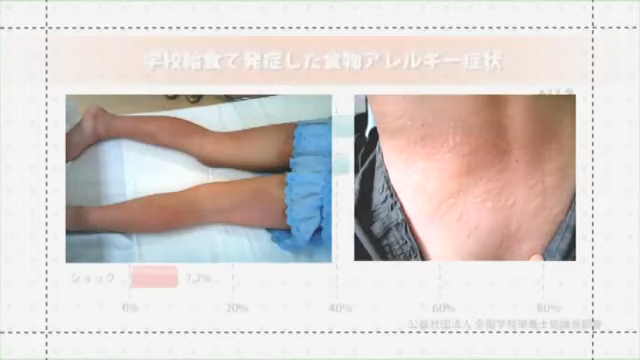 学校給食で発症した食物アレルギー症状
ショック 7.2%
0% 20% 40% 60% 80%
公益社団法人 全国学校栄養士協議会調査